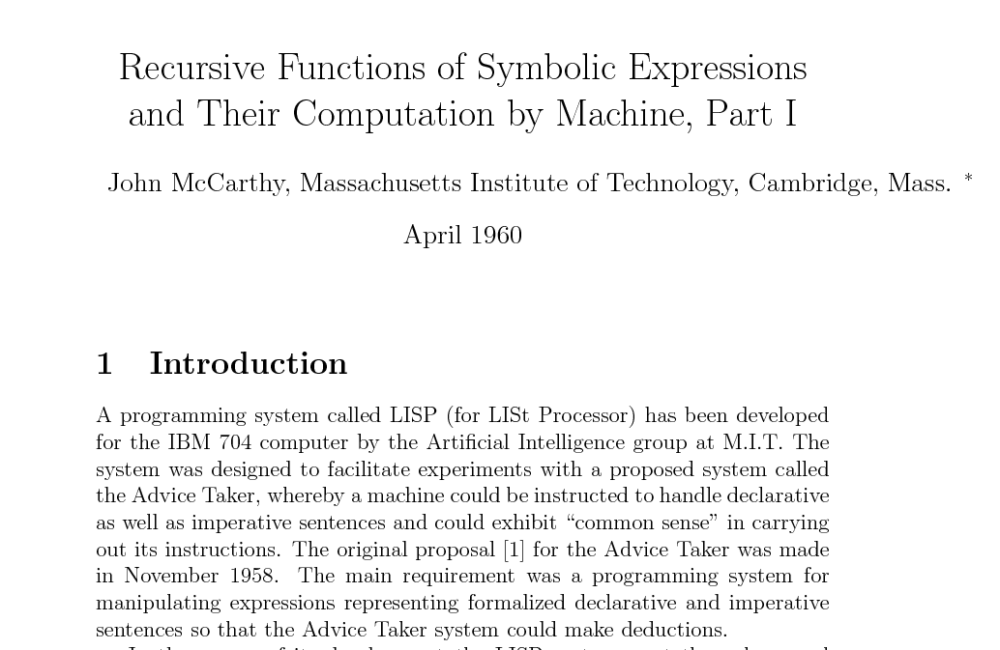 Recursive Functions of Symbolic Expressions
and Their Computation by Machine, Part I
John McCarthy, Massachusetts Institute of Technology, Cambridge, Mass. *
April 1960
1 Introduction
A programming system called LISP (for LISt Processor) has been developed
for the IBM 704 computer by the Artificial Intelligence group at M.I.T. The
system was designed to facilitate experiments with a proposed system called
the Advice Taker, whereby a machine could be instructed to handle declarative
as well as imperative sentences and could exhibit “common sense” in carrying
out its instructions. The original proposal [1] for the Advice Taker was made
in November 1958. The main requirement was a programming system for
manipulating expressions representing formalized declarative and imperative
sentences so that the Advice Taker system could make deductions.